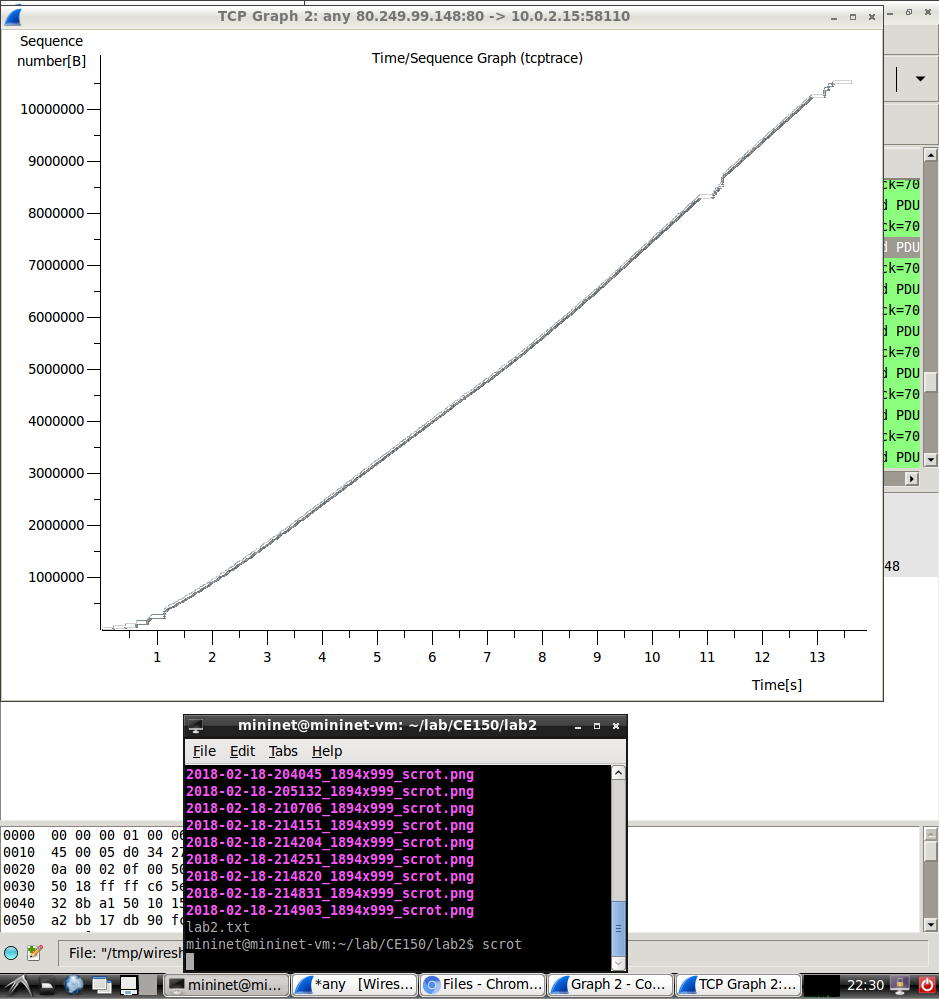 TCP Graph 2: any 80.249.99.148:80 -> 10.0.2.15:58110
Sequence
number[B]
Time/Sequence Graph (tcptrace)
10000000
9000000
8000000
7000000
6000000
5000000
4000000
3000000
2000000
1000000
1 2 3 4 5 6 7 8 9 10 11 12 13
Time[s]
ck=70
d PDU
ck=70
d PDU
ck=70
d PDU
ck=70
d PDU
ck=70
d PDU
ck=70
d PDU
ck=70
d PDU
48
mininet@mininet-vm: ~/lab/CE150/lab2
File Edit Tabs Help
2018-02-18-204045_1894x999_scrot.png
2018-02-18-205132_1894x999_scrot.png
2018-02-18-210706_1894x999_scrot.png
2018-02-18-214151_1894x999_scrot.png
2018-02-18-214204_1894x999_scrot.png
2018-02-18-214251_1894x999_scrot.png
2018-02-18-214820_1894x999_scrot.png
2018-02-18-214831_1894x999_scrot.png
2018-02-18-214903_1894x999_scrot.png
lab2.txt
mininet@mininet-vm:~/lab/CE150/lab2$ scrot
0000 00 00 00 01 00 06
0010 45 00 05 d0 34 27
0020 0a 00 02 0f 00 50
0030 50 18 ff ff c6 5e
0040 32 8b a1 50 10 15
0050 a2 bb 17 db 90 fc
File: "/tmp/wiresh
mininet@mi... *any [Wires... Files - Chrom... Graph 2 - Co... TCP Graph 2:... 22:30